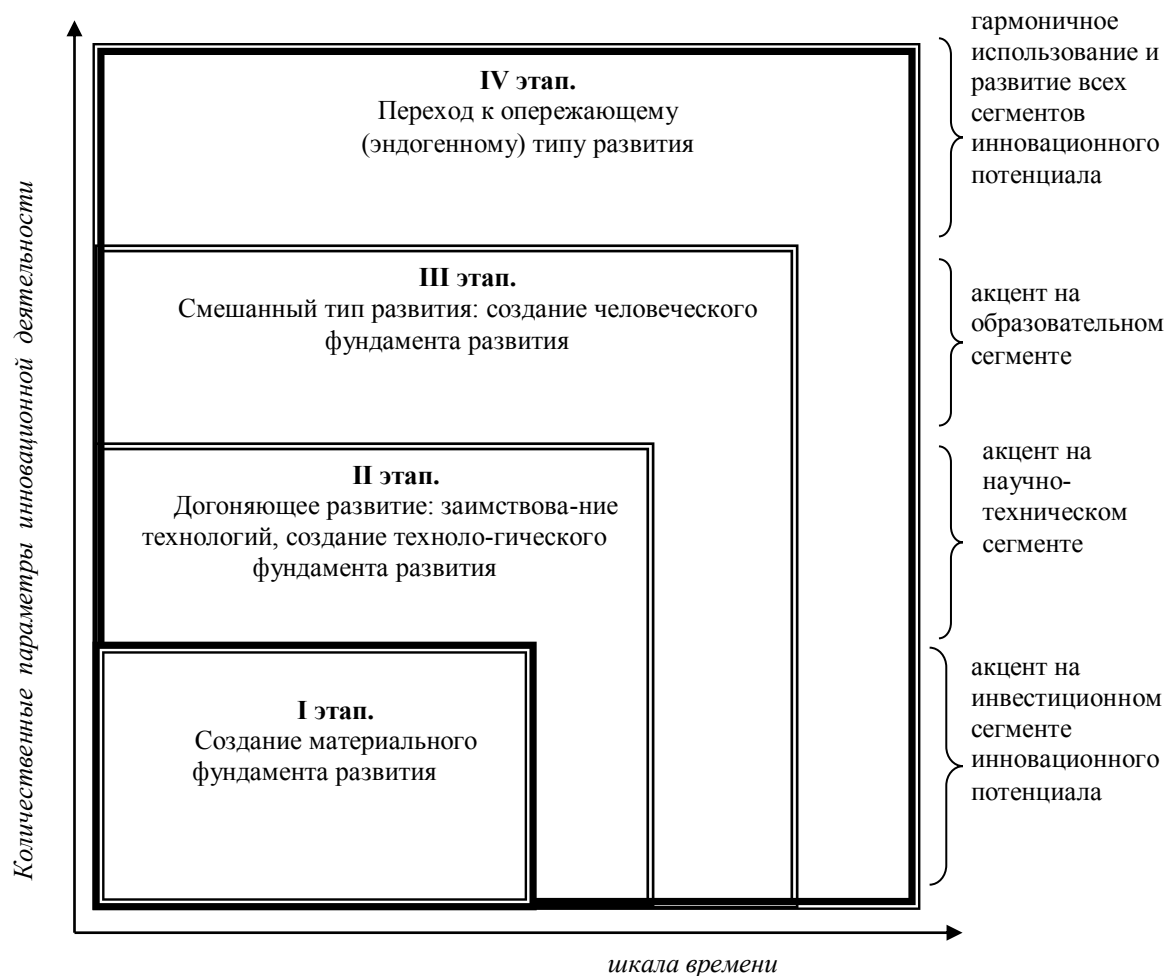 Количественные параметры инновационной деятельности
IV этап.
Переход к опережающему
(эндогенному) типу развития
гармоничное
использование и
развитие всех
сегментов
инновационного
потенциала
III этап.
Смешанный тип развития: создание человеческого
фундамента развития
акцент на
образовательном
сегменте
II этап.
Догоняющее развитие: заимствова-ние
технологий, создание техноло-гического
фундамента развития
акцент на
научно-
техническом
сегменте
I этап.
Создание материального
фундамента развития
акцент на
инвестиционном
сегменте
инновационного
потенциала
шкала времени